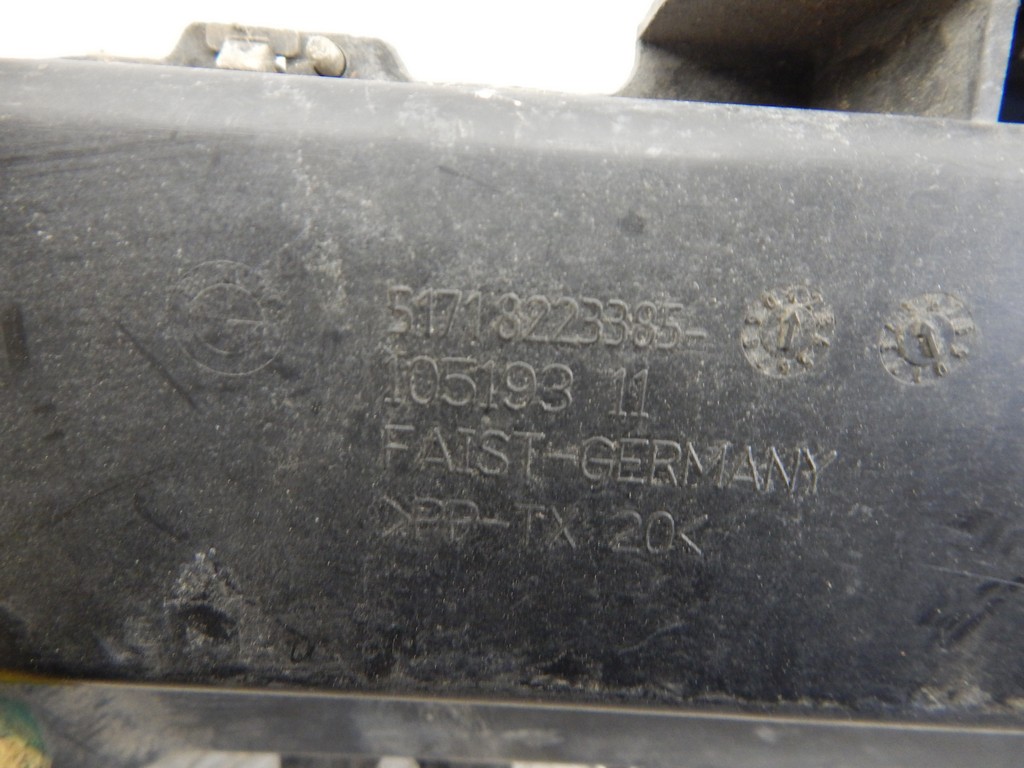 51718223385-
105193 11
FAIST-GERMANY
>PP-TX 20<